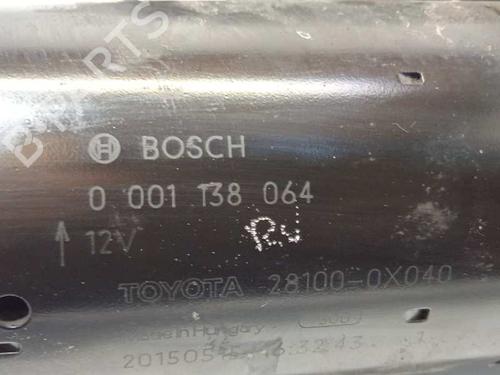 BOSCH
0 001 138 064
12V
TOYOTA 28100-0X040
Made in Hungary